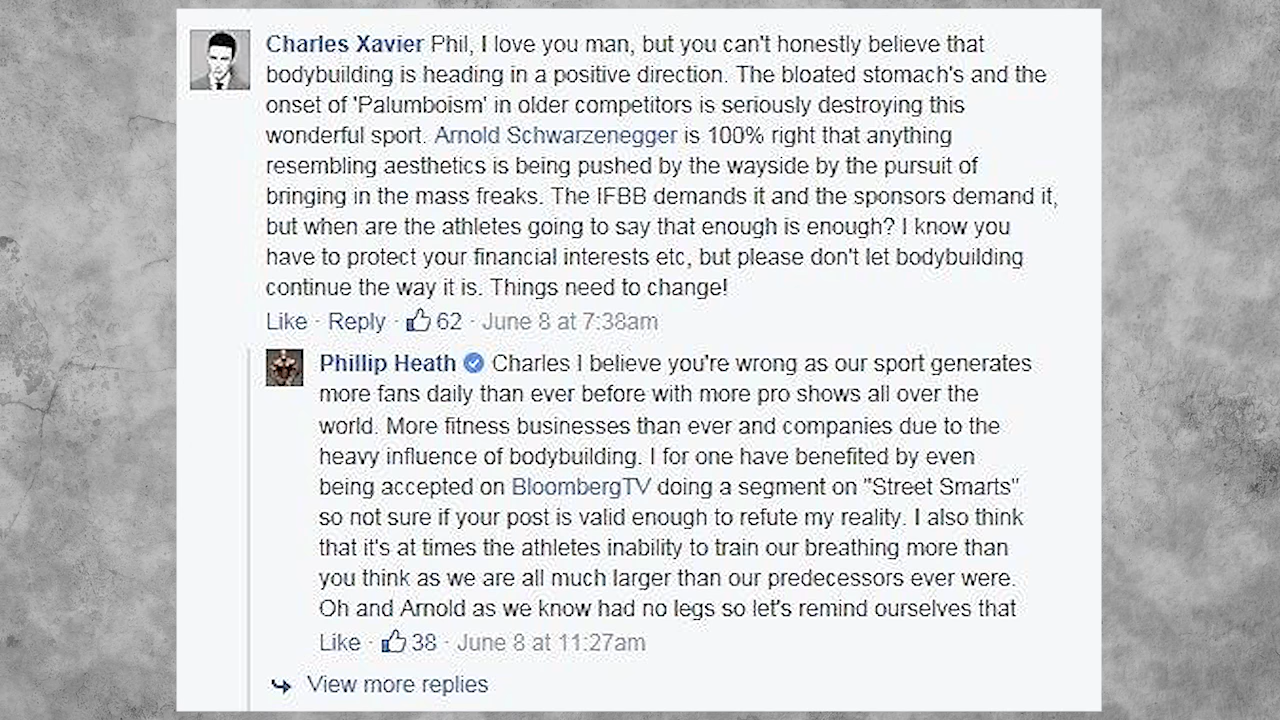 Charles Xavier Phil, I love you man, but you can't honestly believe that
bodybuilding is heading in a positive direction. The bloated stomach's and the
onset of 'Palumboism' in older competitors is seriously destroying this
wonderful sport. Arnold Schwarzenegger is 100% right that anything
resembling aesthetics is being pushed by the wayside by the pursuit of
bringing in the mass freaks. The IFBB demands it and the sponsors demand it,
but when are the athletes going to say that enough is enough? I know you
have to protect your financial interests etc, but please don't let bodybuilding
continue the way it is. Things need to change!
Like · Reply · 62 · June 8 at 7:38am
Phillip Heath Charles I believe you're wrong as our sport generates
more fans daily than ever before with more pro shows all over the
world. More fitness businesses than ever and companies due to the
heavy influence of bodybuilding. I for one have benefited by even
being accepted on BloombergTV doing a segment on "Street Smarts"
so not sure if your post is valid enough to refute my reality. I also think
that it's at times the athletes inability to train our breathing more than
you think as we are all much larger than our predecessors ever were.
Oh and Arnold as we know had no legs so let's remind ourselves that
Like · 38 · June 8 at 11:27am
View more replies